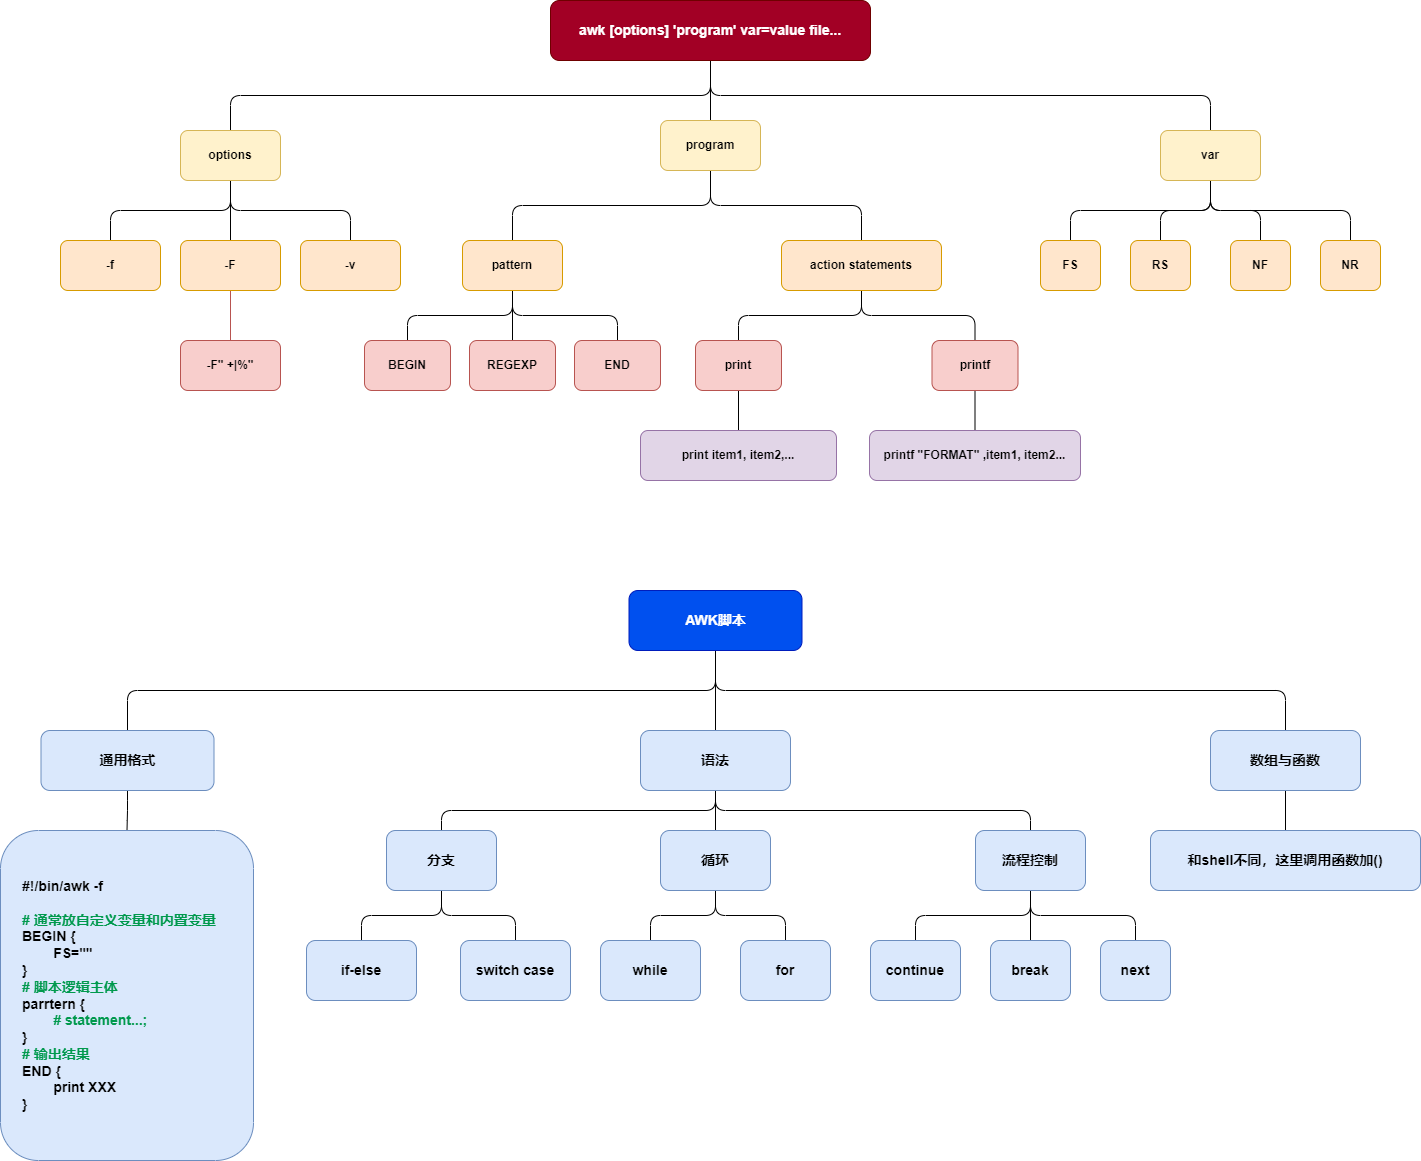 awk [options] 'program' var=value file...
options
program
var
-f
-F
-v
pattern
action statements
FS
RS
NF
NR
-F" +|%"
BEGIN
REGEXP
END
print
printf
print item1, item2,...
printf "FORMAT" ,item1, item2...
AWK脚本
通用格式
语法
数组与函数
分支
循环
流程控制
和shell不同，这里调用函数加()
if-else
switch case
while
for
continue
break
next
#!/bin/awk -f
# 通常放自定义变量和内置变量
BEGIN {
FS=""
}
# 脚本逻辑主体
parrtern {
# statement...;
}
# 输出结果
END {
print XXX
}